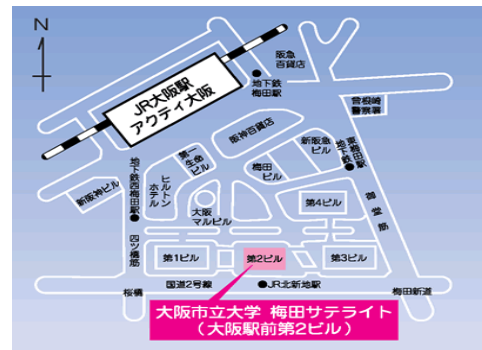 N
JR大阪駅
アクティ大阪
阪急
百貨店
地下鉄
梅田駅
曽根崎
警察署
阪神百貨店
新阪急
ビル
地下鉄
東梅田駅
第一
生命
ビル
梅田
ビル
地下鉄西梅田駅
ヒルトン
ホテル
新阪神ビル
大阪
マルビル
第4ビル
御堂筋
四ツ橋筋
第1ビル
第2ビル
第3ビル
国道2号線
JR北新地駅
桜橋
梅田新道
大阪市立大学 梅田サテライト
（大阪駅前第2ビル）